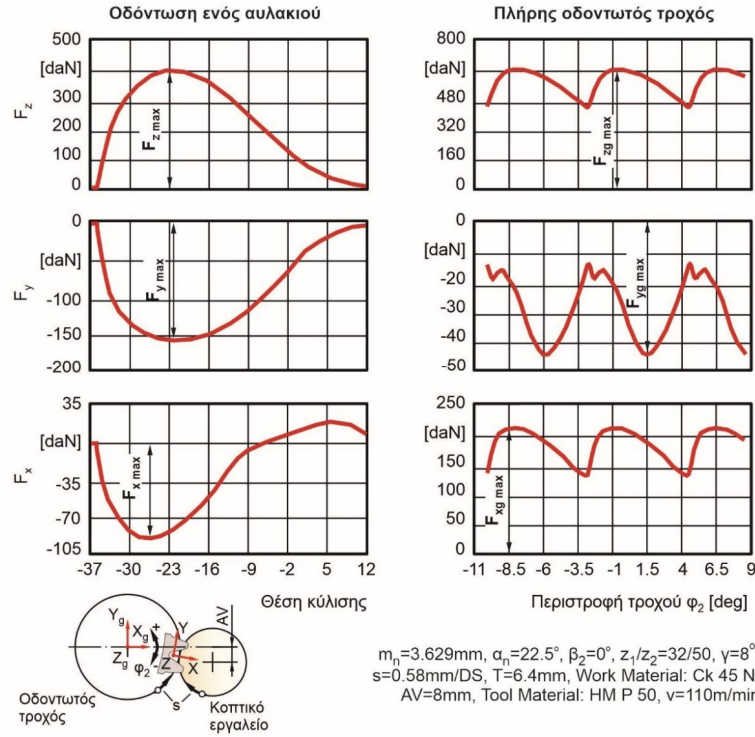 Οδόντωση ενός αυλακιού
Πλήρης οδοντωτός τροχός
500
[daN]
300
200
100
0
F_z
F_z max
800
[daN]
480
320
160
0
F_zg max
0
[daN]
-100
-150
-200
F_y
F_y max
0
[daN]
-20
-30
-40
-50
F_yg max
35
[daN]
-35
-70
-105
F_x
F_x max
-37 -30 -23 -16 -9 -2 5 12
Θέση κύλισης
250
[daN]
150
100
50
0
F_xg max
-11 -8.5 -6 -3.5 -1 1.5 4 6.5 9
Περιστροφή τροχού φ₂ [deg]
Y_g
X_g +
Z_g
φ₂ -
Y
Z
X
AV
s
Οδοντωτός
τροχός
Κοπτικό
εργαλείο
m_n=3.629mm, α_n=22.5°, β₂=0°, z₁/z₂=32/50, γ=8°
s=0.58mm/DS, T=6.4mm, Work Material: Ck 45 N
AV=8mm, Tool Material: HM P 50, v=110m/min